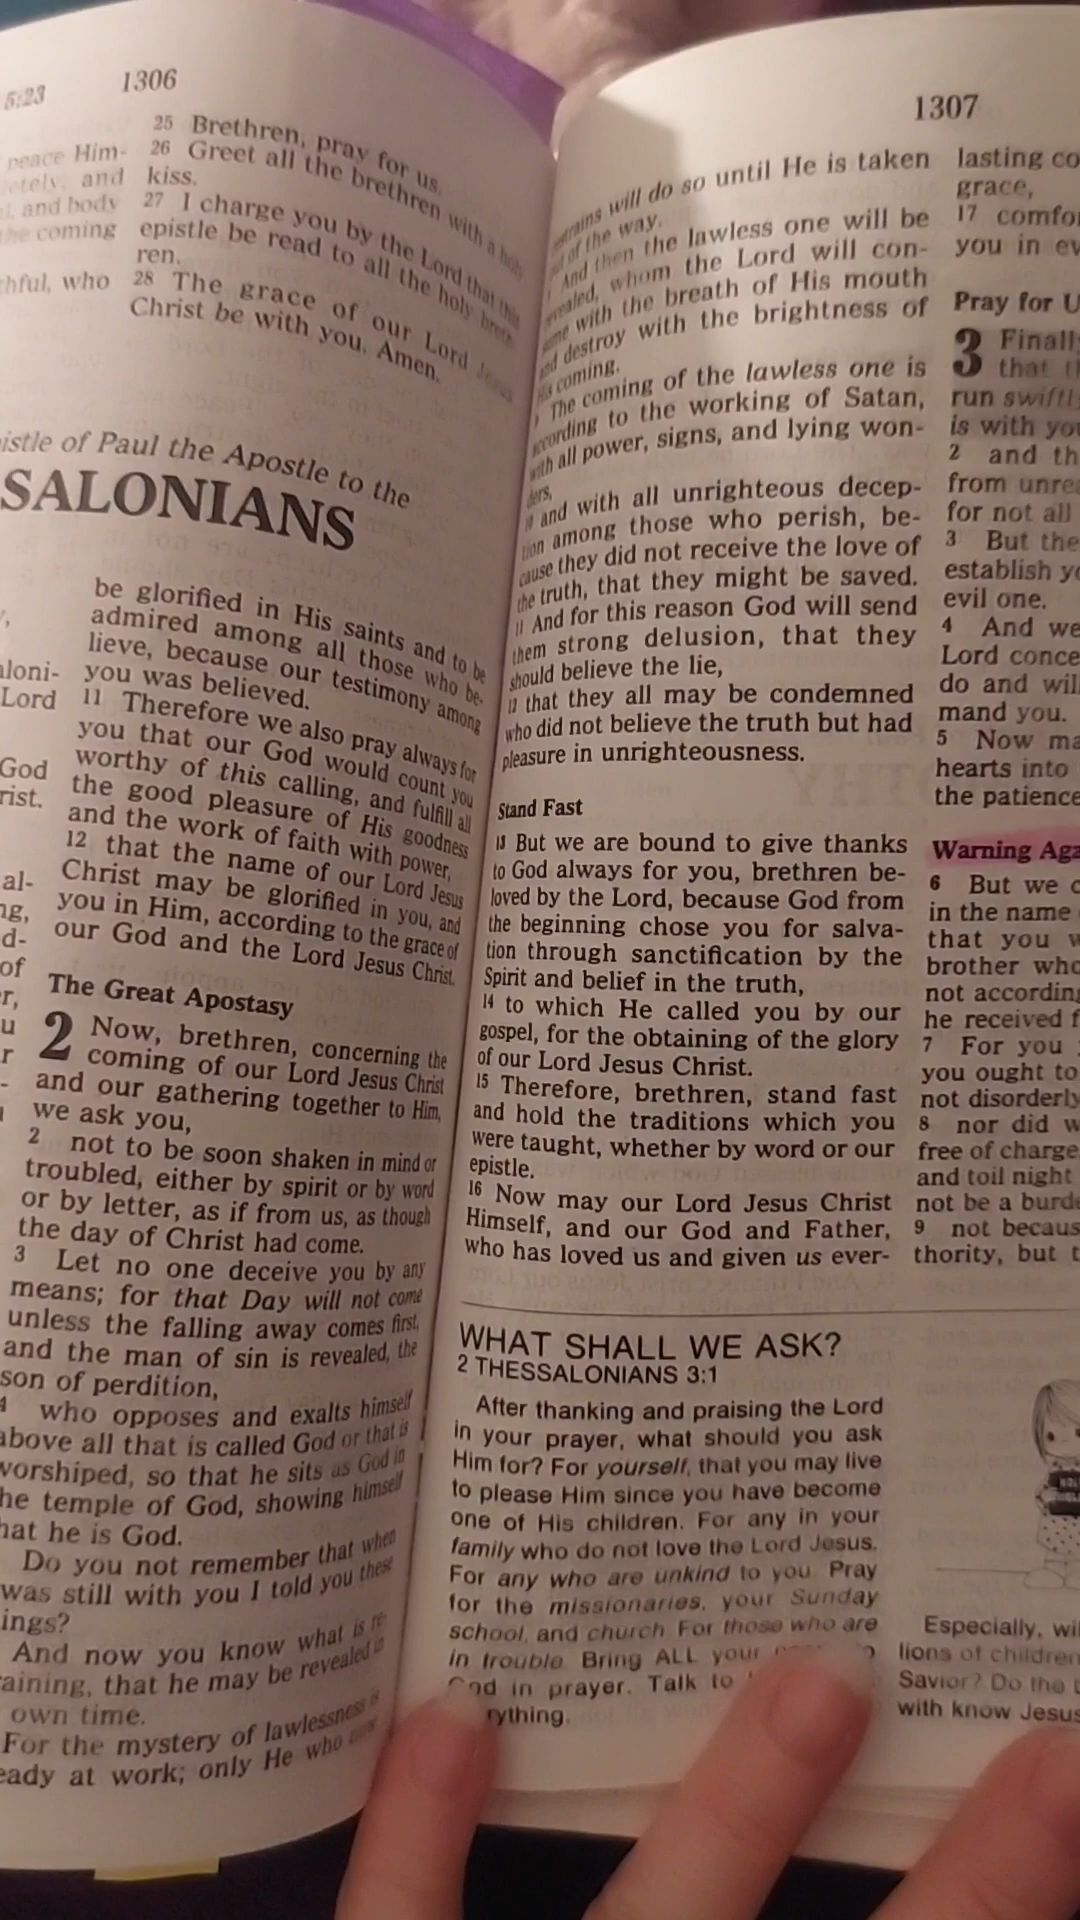 5:23
1306
peace Him-
and
and body
the coming
who
25 Brethren, pray for us.
26 Greet all the brethren with a holy
kiss.
27 I charge you by the Lord that this
epistle be read to all the holy breth-
ren.
28 The grace of our Lord Jesus
Christ be with you. Amen.
of Paul the Apostle to the
SALONIANS
Lord
God
al-
d-
of
be glorified in His saints and to be
admired among all those who be-
lieve, because our testimony among
you was believed.
11 Therefore we also pray always for
you that our God would count you
worthy of this calling, and fulfill all
the good pleasure of His goodness
and the work of faith with power,
12 that the name of our Lord Jesus
Christ may be glorified in you, and
you in Him, according to the grace of
our God and the Lord Jesus Christ.
The Great Apostasy
2 Now, brethren, concerning the
coming of our Lord Jesus Christ
and our gathering together to Him,
we ask you,
2 not to be soon shaken in mind or
troubled, either by spirit or by word
or by letter, as if from us, as though
the day of Christ had come.
3 Let no one deceive you by any
means; for that Day will not come
unless the falling away comes first,
and the man of sin is revealed, the
son of perdition,
4 who opposes and exalts himself
above all that is called God or that is
worshiped, so that he sits as God in
he temple of God, showing himself
hat he is God.
Do you not remember that when
was still with you I told you these
ings?
And now you know what is re-
aining, that he may be revealed in
own time.
For the mystery of lawlessness is
eady at work; only He who
1307
will do so until He is taken
of the way.
And then the lawless one will be
revealed, whom the Lord will con-
with the breath of His mouth
and destroy with the brightness of
His coming.
The coming of the lawless one is
according to the working of Satan,
with all power, signs, and lying won-
ders,
10 and with all unrighteous decep-
tion among those who perish, be-
cause they did not receive the love of
the truth, that they might be saved.
11 And for this reason God will send
them strong delusion, that they
should believe the lie,
12 that they all may be condemned
who did not believe the truth but had
pleasure in unrighteousness.
Stand Fast
13 But we are bound to give thanks
to God always for you, brethren be-
loved by the Lord, because God from
the beginning chose you for salva-
tion through sanctification by the
Spirit and belief in the truth,
14 to which He called you by our
gospel, for the obtaining of the glory
of our Lord Jesus Christ.
15 Therefore, brethren, stand fast
and hold the traditions which you
were taught, whether by word or our
epistle.
16 Now may our Lord Jesus Christ
Himself, and our God and Father,
who has loved us and given us ever-
lasting co
grace,
17 comfor
you in ev
Pray for U
3 Finall
that t
run swiftl
is with you
2 and th
from unrea
for not all
3 But the
establish yo
evil one.
4 And we
Lord conce
do and will
mand you.
5 Now ma
hearts into
the patience
Warning Aga
6 But we c
in the name
that you w
brother who
not according
he received f
7 For you
you ought to
not disorderly
8 nor did w
free of charge
and toil night
not be a burde
9 not becaus
thority, but t
WHAT SHALL WE ASK?
2 THESSALONIANS 3:1
After thanking and praising the Lord
in your prayer, what should you ask
Him for? For yourself, that you may live
to please Him since you have become
one of His children. For any in your
family who do not love the Lord Jesus.
For any who are unkind to you. Pray
for the missionaries, your Sunday
school, and church. For those who are
in trouble. Bring ALL your
God in prayer. Talk to
rything.
Especially, wil
lions of children
Savior? Do the
with know Jesus